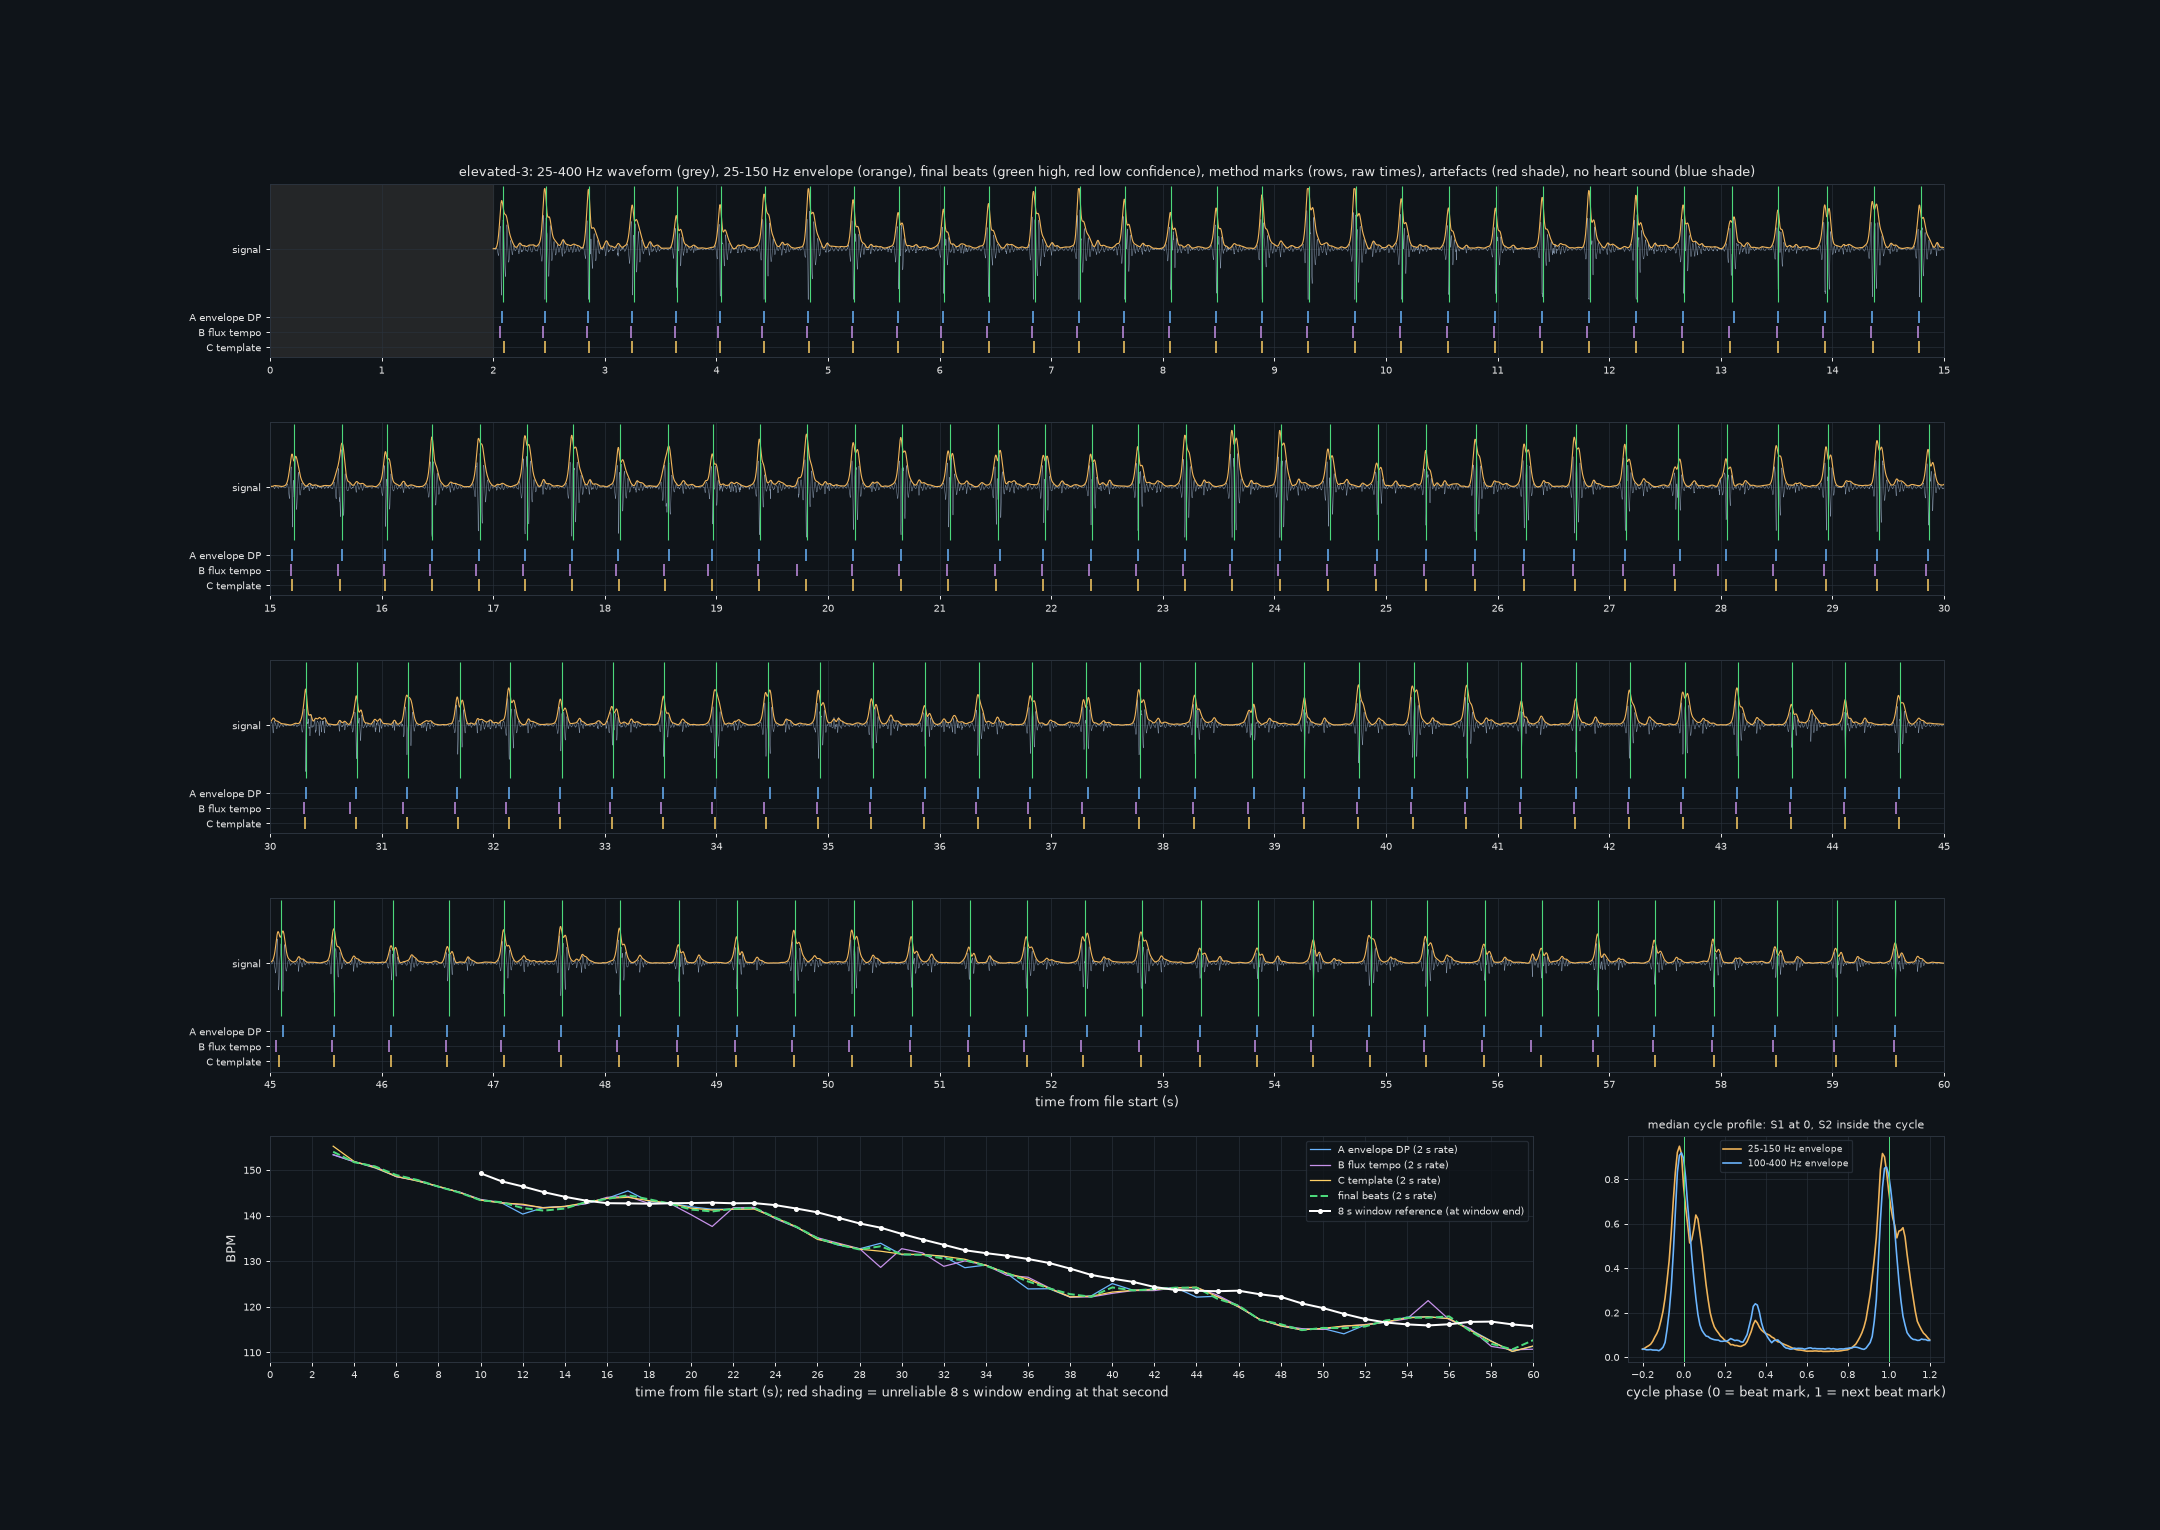 elevated-3: 25-400 Hz waveform (grey), 25-150 Hz envelope (orange), final beats (green high, red low confidence), method marks (rows, raw times), artefacts (red shade), no heart sound (blue shade)
signal
A envelope DP
B flux tempo
C template
0 1 2 3 4 5 6 7 8 9 10 11 12 13 14 15
signal
A envelope DP
B flux tempo
C template
15 16 17 18 19 20 21 22 23 24 25 26 27 28 29 30
signal
A envelope DP
B flux tempo
C template
30 31 32 33 34 35 36 37 38 39 40 41 42 43 44 45
signal
A envelope DP
B flux tempo
C template
45 46 47 48 49 50 51 52 53 54 55 56 57 58 59 60
time from file start (s)
BPM
150
140
130
120
110
A envelope DP (2 s rate)
B flux tempo (2 s rate)
C template (2 s rate)
final beats (2 s rate)
8 s window reference (at window end)
0 2 4 6 8 10 12 14 16 18 20 22 24 26 28 30 32 34 36 38 40 42 44 46 48 50 52 54 56 58 60
time from file start (s); red shading = unreliable 8 s window ending at that second
median cycle profile: S1 at 0, S2 inside the cycle
25-150 Hz envelope
100-400 Hz envelope
0.8
0.6
0.4
0.2
0.0
−0.2 0.0 0.2 0.4 0.6 0.8 1.0 1.2
cycle phase (0 = beat mark, 1 = next beat mark)